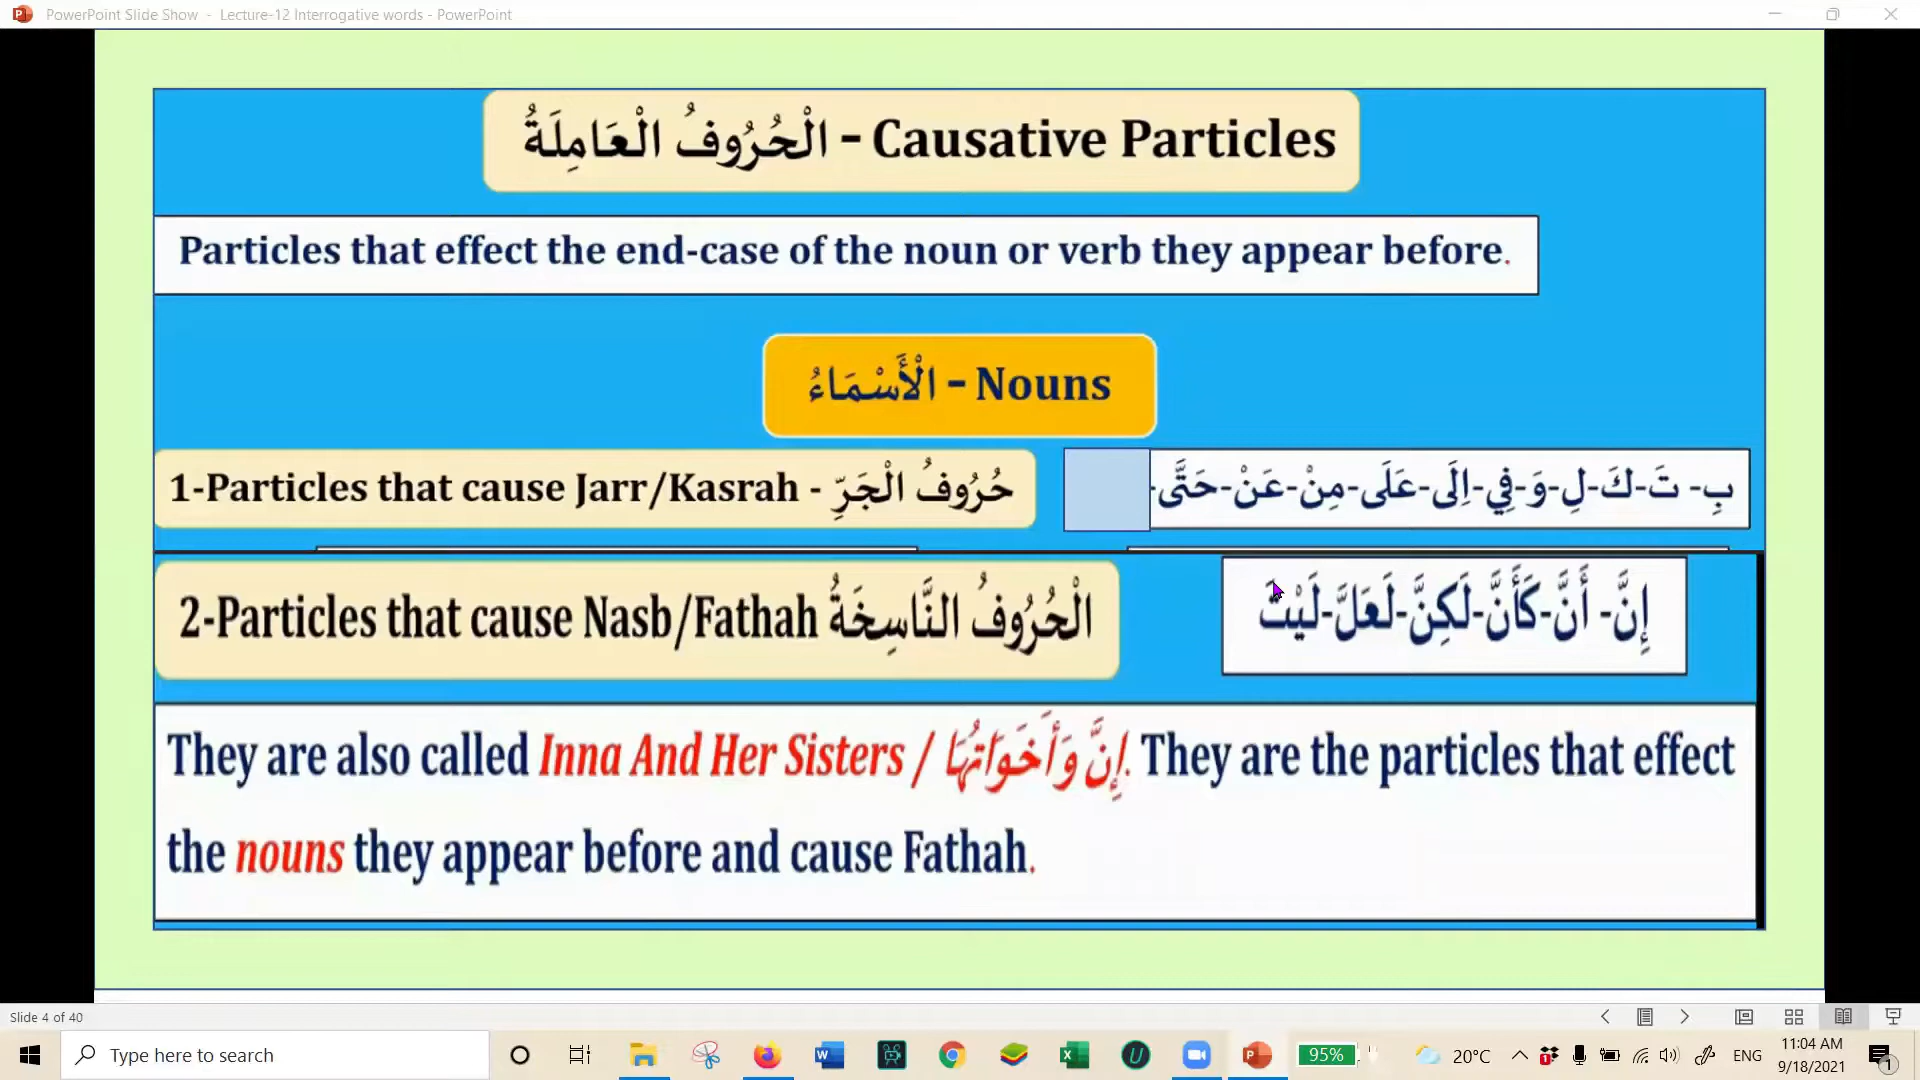 PowerPoint Slide Show - Lecture-12 Interrogative words - PowerPoint
الْحُرُوفُ الْعَامِلَةُ - Causative Particles
Particles that effect the end-case of the noun or verb they appear before.
الْأَسْمَاءُ - Nouns
1-Particles that cause Jarr/Kasrah - حُرُوفُ الْجَرِّ
بِ- تَ-كَ-لِ-وَ-فِي-اِلَى-عَلَى-مِنْ-عَنْ-حَتَّى-
2-Particles that cause Nasb/Fathah الْحُرُوفُ النَّاسِخَةُ
إِنَّ- أَنَّ-كَأَنَّ-لَكِنَّ-لَعَلَّ-لَيْتَ
They are also called Inna And Her Sisters / إِنَّ وَأَخَوَاتُهَا. They are the particles that effect
the nouns they appear before and cause Fathah.
Slide 4 of 40
Type here to search
95%
20°C
ENG
11:04 AM
9/18/2021
1